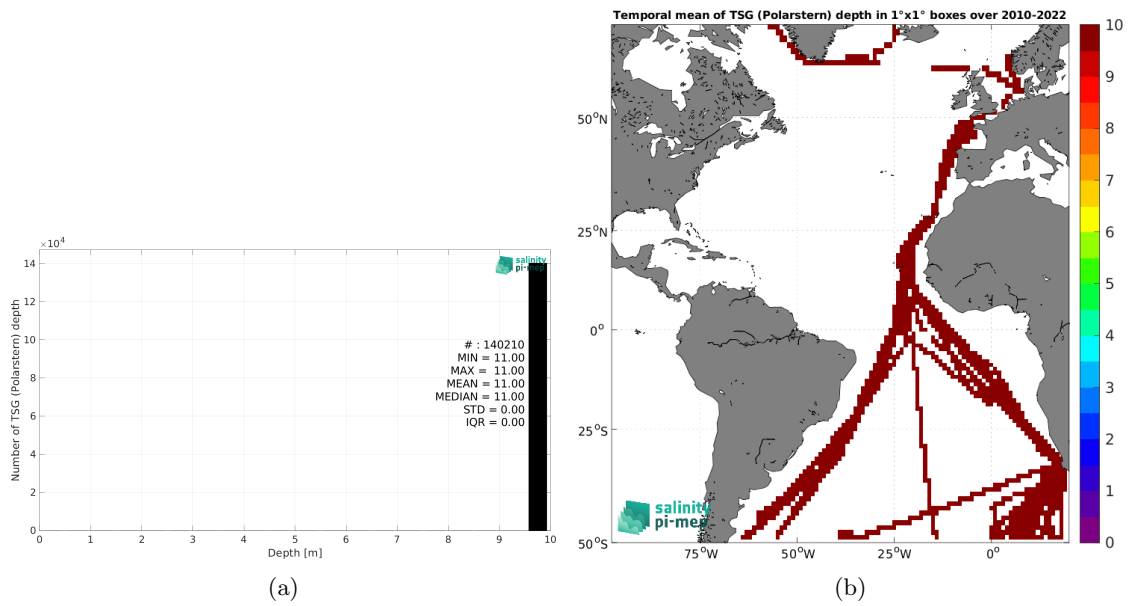 ×10⁴
14
12
10
8
6
4
2
0
Number of TSG (Polarstern) depth
salinity
pi-mep
# : 140210
MIN = 11.00
MAX = 11.00
MEAN = 11.00
MEDIAN = 11.00
STD = 0.00
IQR = 0.00
0 1 2 3 4 5 6 7 8 9 10
Depth [m]
(a)
Temporal mean of TSG (Polarstern) depth in 1°x1° boxes over 2010-2022
50°N
25°N
0°
25°S
50°S
75°W 50°W 25°W 0°
salinity
pi-mep
10
9
8
7
6
5
4
3
2
1
0
(b)